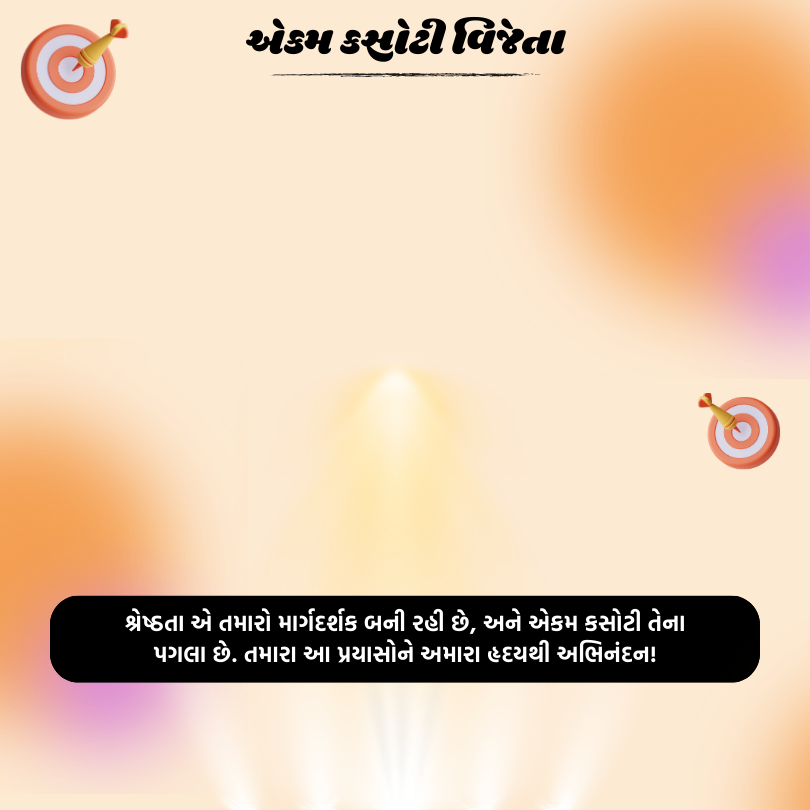 એકમ કસોટી વિજેતા
શ્રેષ્ઠતા એ તમારો માર્ગદર્શક બની રહી છે, અને એકમ કસોટી તેના
પગલા છે. તમારા આ પ્રયાસોને અમારા હૃદયથી અભિનંદન!